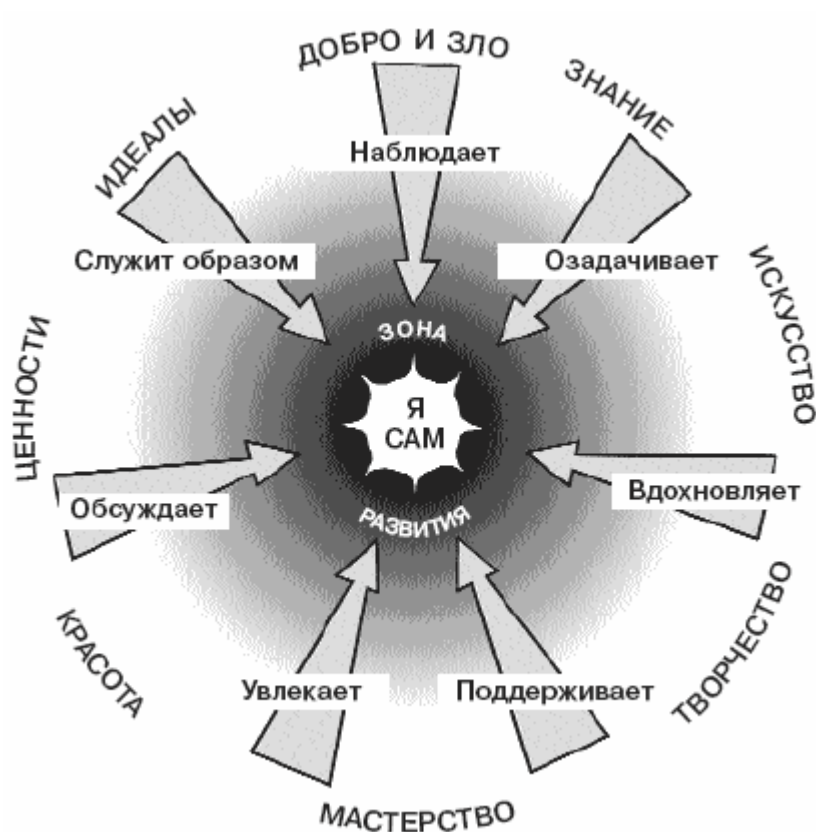 ДОБРО И ЗЛО
ЗНАНИЕ
ИДЕАЛЫ
Наблюдает
Служит образом
Озадачивает
ИСКУССТВО
ЦЕННОСТИ
ЗОНА
Я
САМ
РАЗВИТИЯ
Обсуждает
Вдохновляет
КРАСОТА
ТВОРЧЕСТВО
Увлекает
Поддерживает
МАСТЕРСТВО